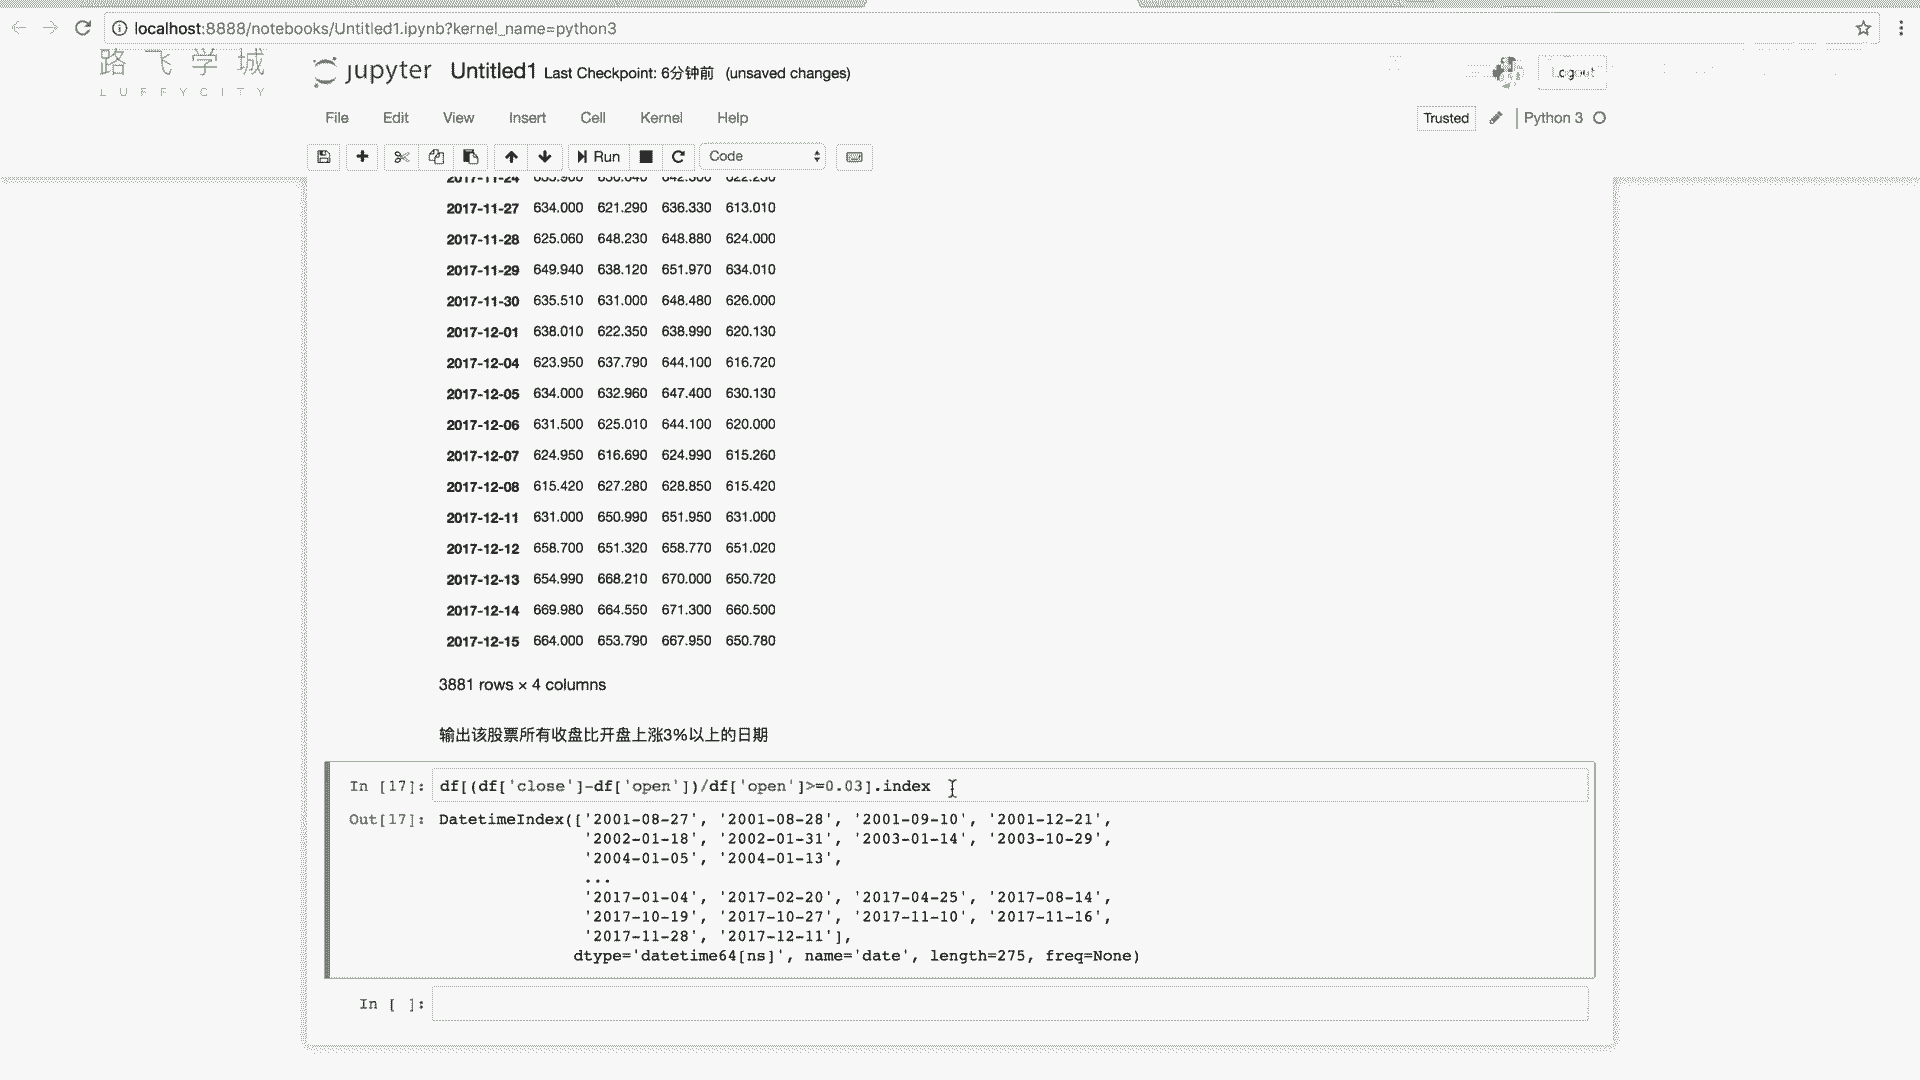 localhost:8888/notebooks/Untitled1.ipynb?kernel_name=python3
路飞学城
LUFFYCITY
jupyter Untitled1 Last Checkpoint: 6分钟前 (unsaved changes)
Logout
File Edit View Insert Cell Kernel Help
Trusted Python 3
Run Code
2017-11-24
2017-11-27 634.000 621.290 636.330 613.010
2017-11-28 625.060 648.230 648.880 624.000
2017-11-29 649.940 638.120 651.970 634.010
2017-11-30 635.510 631.000 648.480 626.000
2017-12-01 638.010 622.350 638.990 620.130
2017-12-04 623.950 637.790 644.100 616.720
2017-12-05 634.000 632.960 647.400 630.130
2017-12-06 631.500 625.010 644.100 620.000
2017-12-07 624.950 616.690 624.990 615.260
2017-12-08 615.420 627.280 628.850 615.420
2017-12-11 631.000 650.990 651.950 631.000
2017-12-12 658.700 651.320 658.770 651.020
2017-12-13 654.990 668.210 670.000 650.720
2017-12-14 669.980 664.550 671.300 660.500
2017-12-15 664.000 653.790 667.950 650.780
3881 rows × 4 columns
输出该股票所有收盘比开盘上涨3%以上的日期
In [17]: df[(df['close']-df['open'])/df['open']>=0.03].index
Out[17]: DatetimeIndex(['2001-08-27', '2001-08-28', '2001-09-10', '2001-12-21',
'2002-01-18', '2002-01-31', '2003-01-14', '2003-10-29',
'2004-01-05', '2004-01-13',
...
'2017-01-04', '2017-02-20', '2017-04-25', '2017-08-14',
'2017-10-19', '2017-10-27', '2017-11-10', '2017-11-16',
'2017-11-28', '2017-12-11'],
dtype='datetime64[ns]', name='date', length=275, freq=None)
In [ ]: